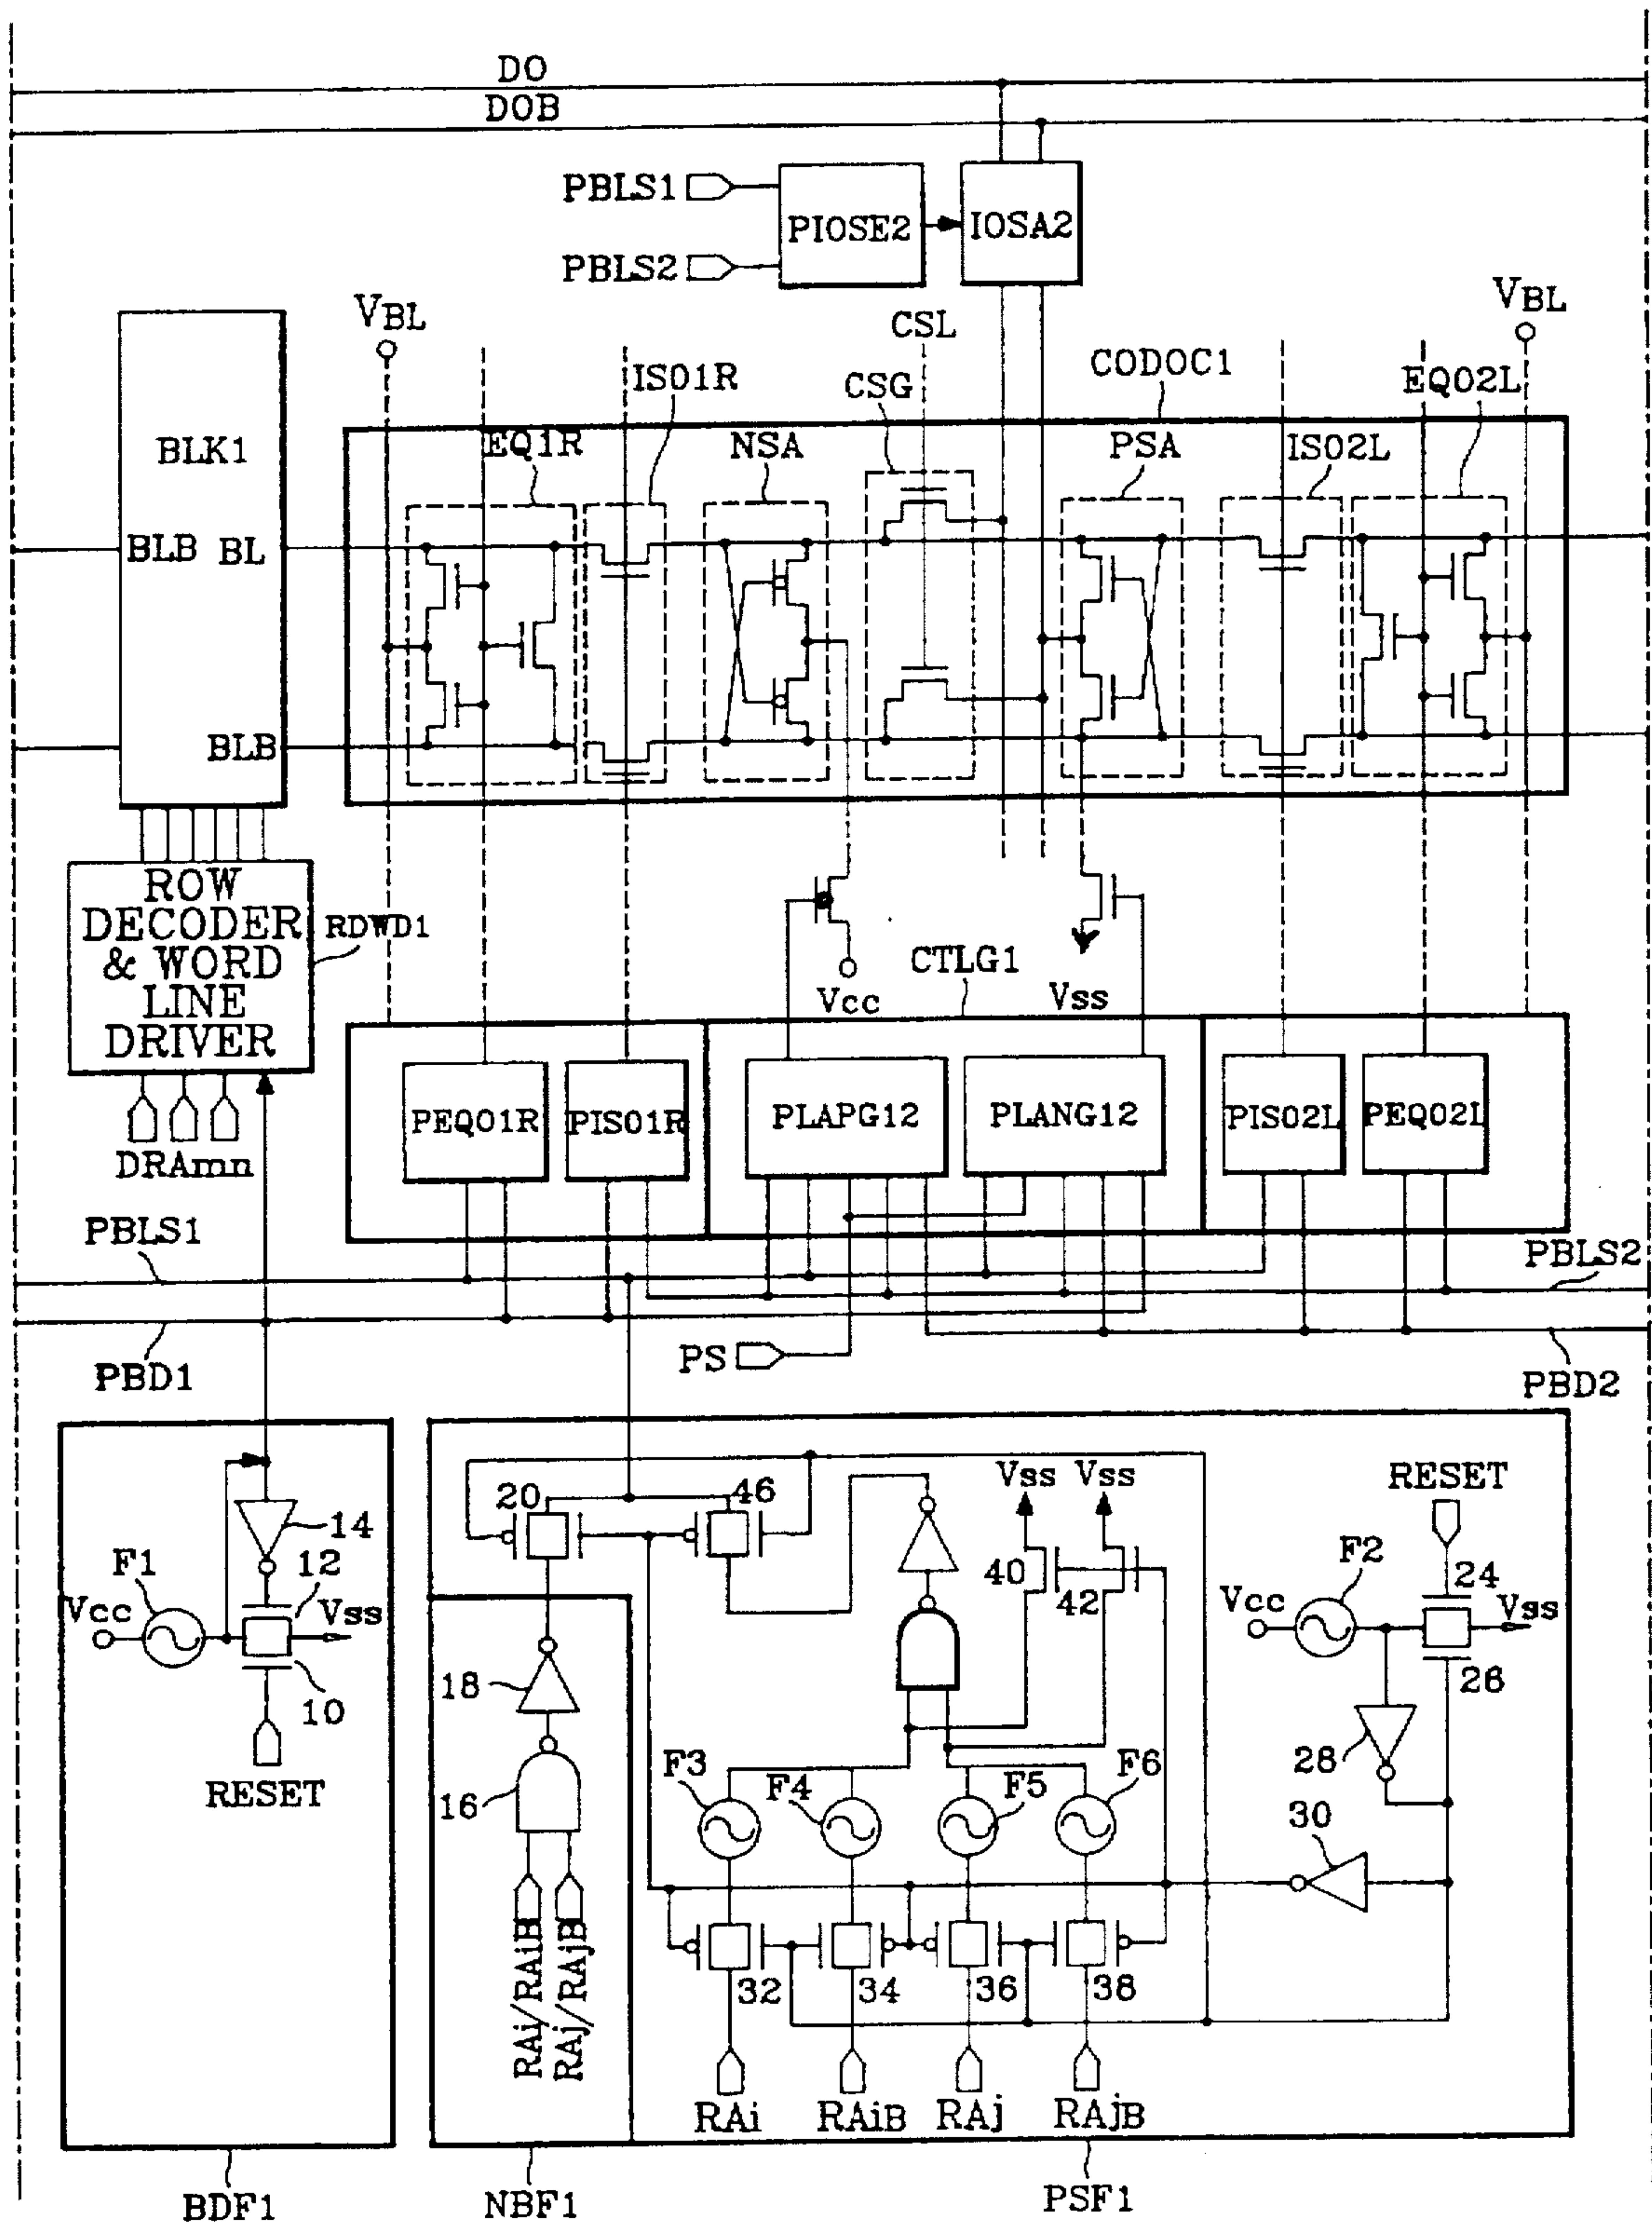 DO
DOB
PBLS1
PIOSE2
IOSA2
PBLS2
VBL
CSL
VBL
IS01R
CSG
CODOC1
EQ02L
BLK1
EQ1R
NSA
PSA
IS02L
BLB BL
BLB
ROW
DECODER
& WORD
LINE
DRIVER
RDWD1
CTLG1
Vcc
Vss
DRAmn
PEQ01R
PIS01R
PLAPG12
PLANG12
PIS02L
PEQ02L
PBLS1
PBLS2
PBD1
PS
PBD2
20
46
Vss
Vss
RESET
14
F1
12
40
42
F2
24
Vcc
Vss
Vcc
Vss
10
18
26
RESET
16
F3
F4
F5
F6
28
30
RAi/RAiB
RAj/RAjB
32
34
36
38
RAi
RAiB
RAj
RAjB
BDF1
NBF1
PSF1